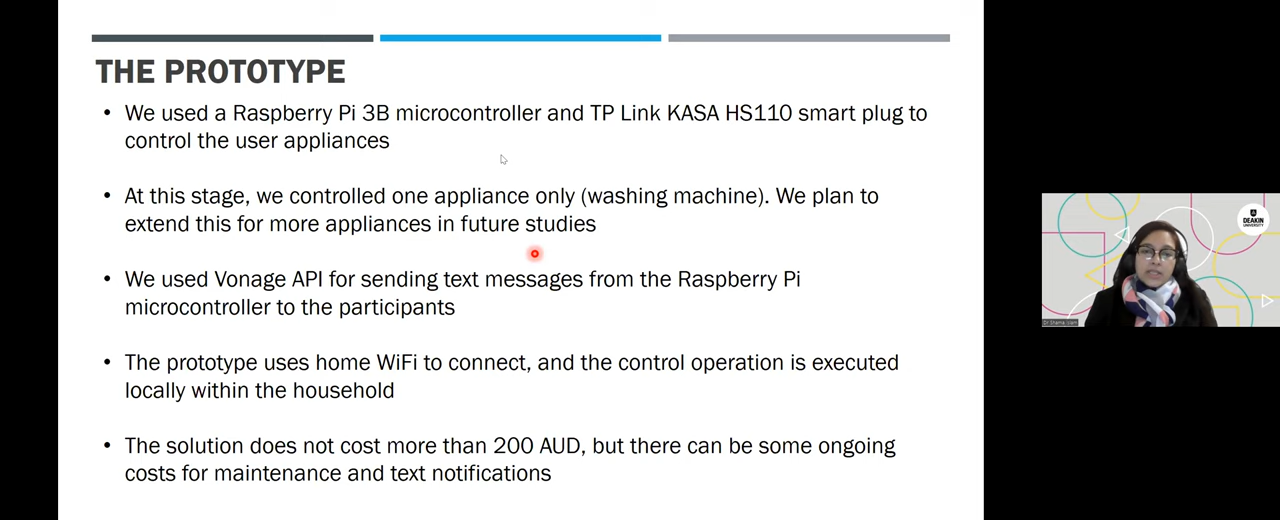 THE PROTOTYPE
• We used a Raspberry Pi 3B microcontroller and TP Link KASA HS110 smart plug to
control the user appliances
• At this stage, we controlled one appliance only (washing machine). We plan to
extend this for more appliances in future studies
• We used Vonage API for sending text messages from the Raspberry Pi
microcontroller to the participants
• The prototype uses home WiFi to connect, and the control operation is executed
locally within the household
• The solution does not cost more than 200 AUD, but there can be some ongoing
costs for maintenance and text notifications
DEAKIN
UNIVERSITY